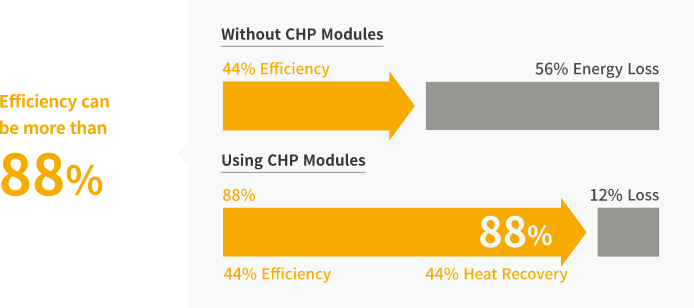 Efficiency can
be more than
88%
Without CHP Modules
44% Efficiency
56% Energy Loss
Using CHP Modules
88%
12% Loss
88%
44% Efficiency
44% Heat Recovery